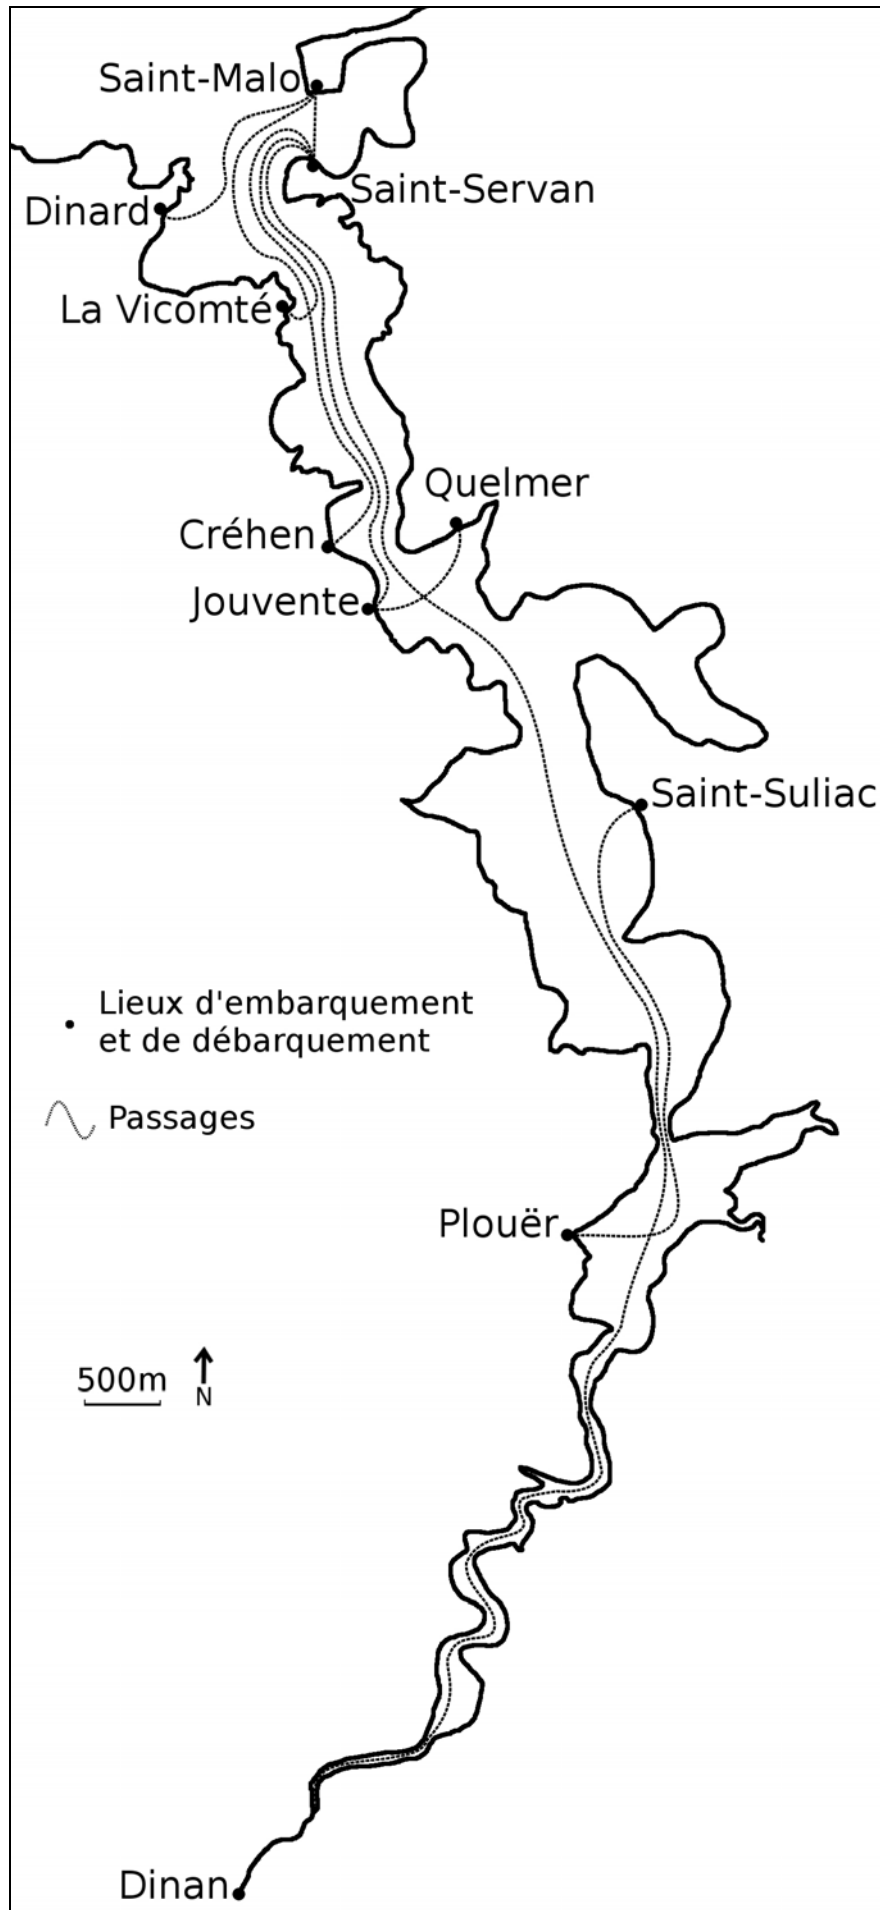 Saint-Malo
Saint-Servan
Dinard
La Vicomté
Quelmer
Créhen
Jouvente
Saint-Suliac
Lieux d'embarquement
et de débarquement
Passages
Plouër
500m
N
Dinan